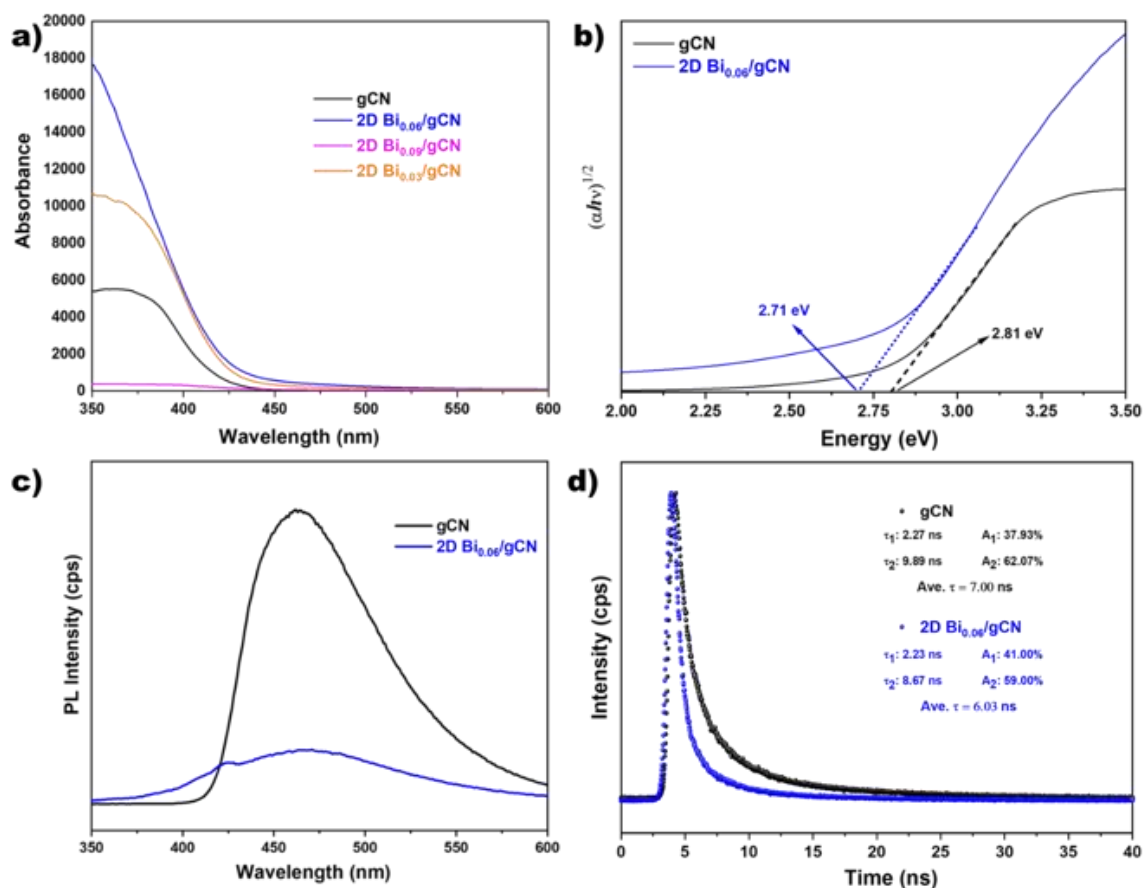 a)
20000
18000
16000
14000
12000
10000
8000
6000
4000
2000
0
Absorbance
gCN
2D Bi0.06/gCN
2D Bi0.09/gCN
2D Bi0.03/gCN
350 400 450 500 550 600
Wavelength (nm)
b)
(αhν)1/2
gCN
2D Bi0.06/gCN
2.71 eV
2.81 eV
2.00 2.25 2.50 2.75 3.00 3.25 3.50
Energy (eV)
c)
PL Intensity (cps)
gCN
2D Bi0.06/gCN
350 400 450 500 550 600
Wavelength (nm)
d)
Intensity (cps)
gCN
τ1: 2.27 ns A1: 37.93%
τ2: 9.89 ns A2: 62.07%
Ave. τ = 7.00 ns
2D Bi0.06/gCN
τ1: 2.23 ns A1: 41.00%
τ2: 8.67 ns A2: 59.00%
Ave. τ = 6.03 ns
0 5 10 15 20 25 30 35 40
Time (ns)